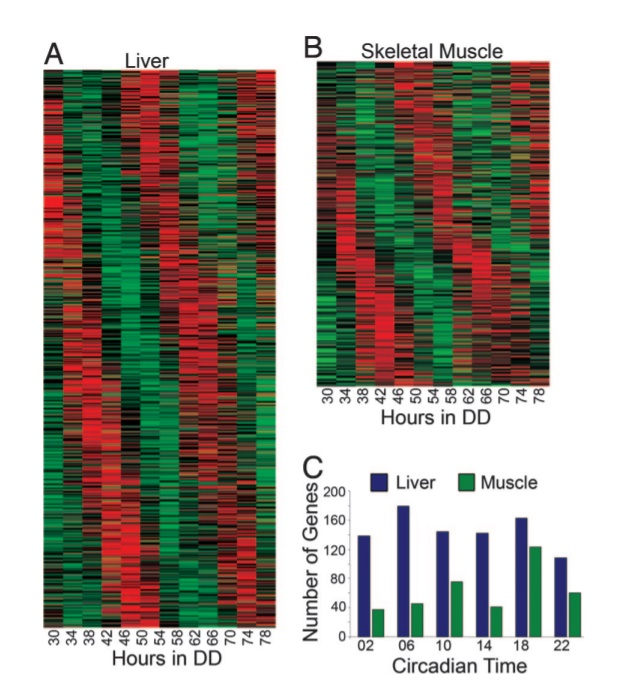 A
Liver
30 34 38 42 46 50 54 58 62 66 70 74 78
Hours in DD
B
Skeletal Muscle
30 34 38 42 46 50 54 58 62 66 70 74 78
Hours in DD
C
Liver Muscle
Number of Genes
200
160
120
80
40
0
02 06 10 14 18 22
Circadian Time